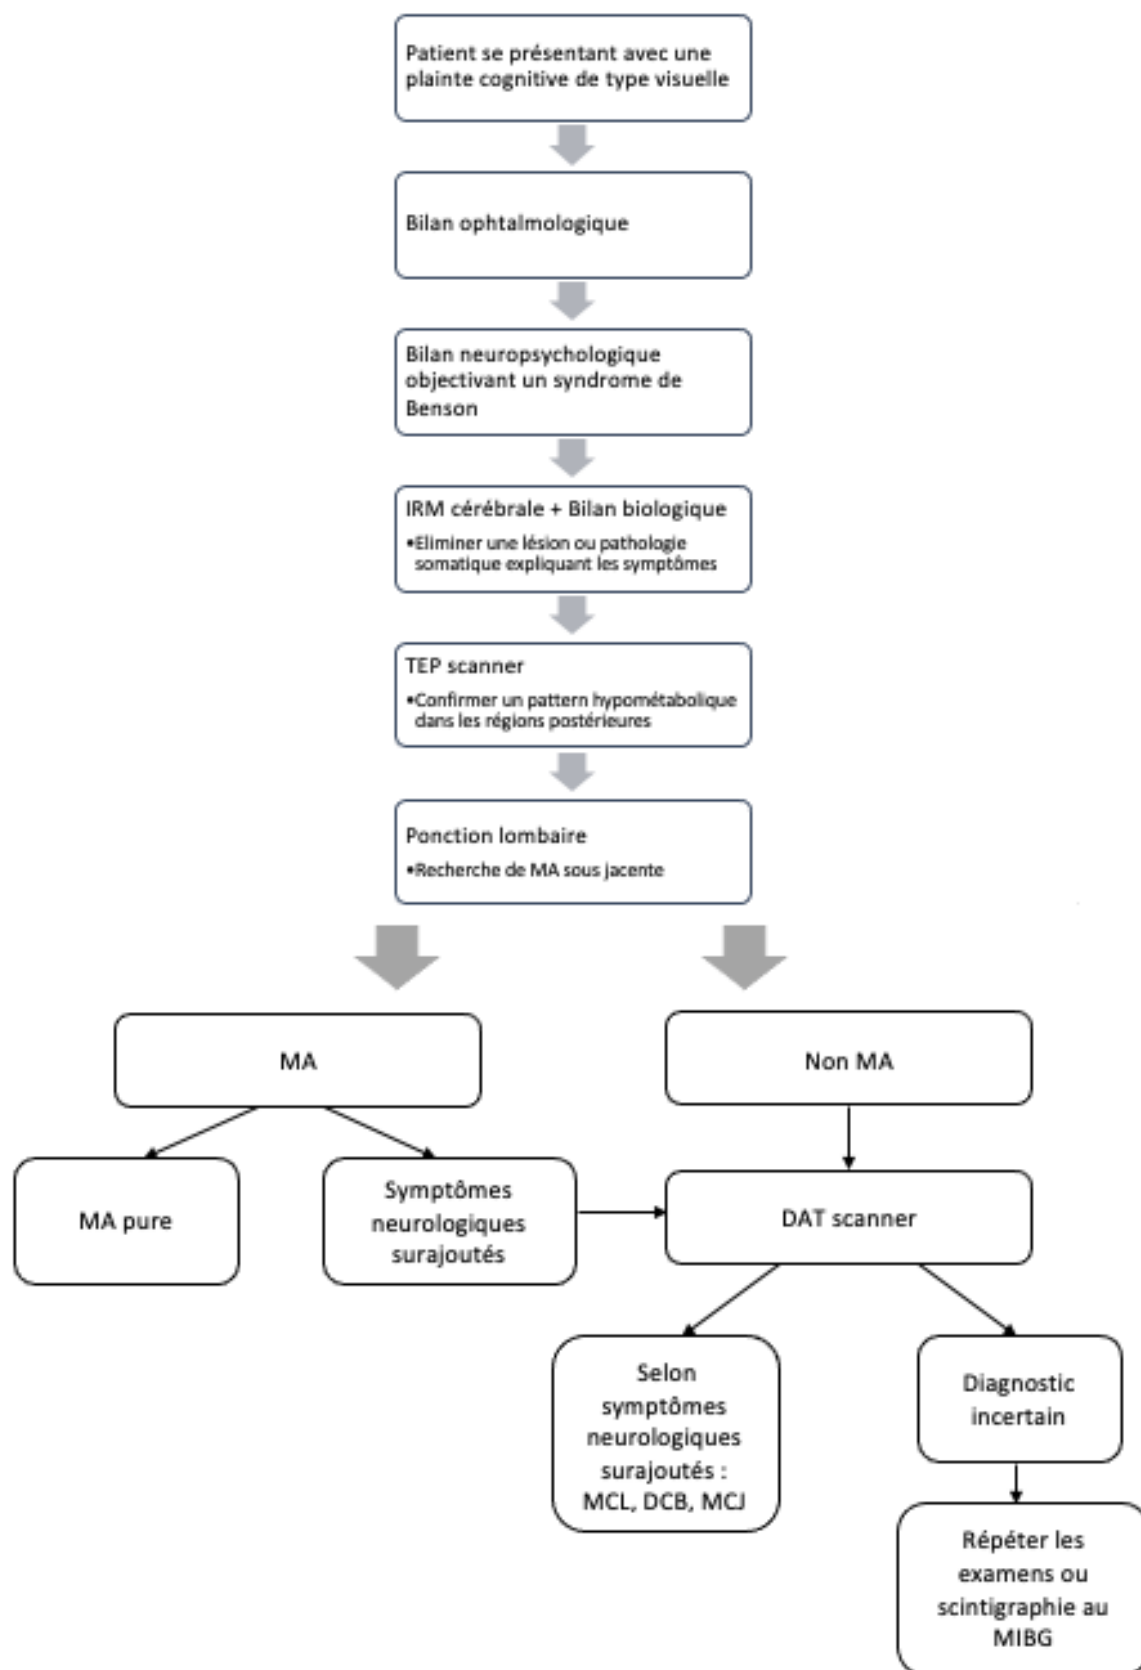 Patient se présentant avec une
plainte cognitive de type visuelle
Bilan ophtalmologique
Bilan neuropsychologique
objectivant un syndrome de
Benson
IRM cérébrale + Bilan biologique
•Eliminer une lésion ou pathologie
somatique expliquant les symptômes
TEP scanner
•Confirmer un pattern hypométabolique
dans les régions postérieures
Ponction lombaire
•Recherche de MA sous jacente
MA
Non MA
MA pure
Symptômes
neurologiques
surajoutés
DAT scanner
Selon
symptômes
neurologiques
surajoutés :
MCL, DCB, MCJ
Diagnostic
incertain
Répéter les
examens ou
scintigraphie au
MIBG